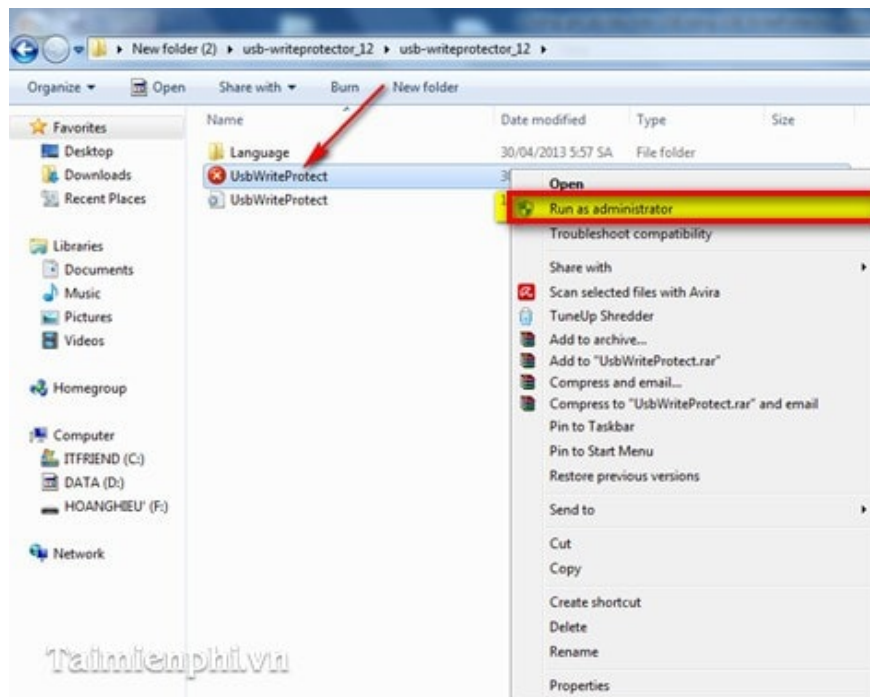 New folder (2) usb-writeprotector_12 usb-writeprotector_12
Organize Open Share with Burn New folder
Name Date modified Type Size
Favorites
Desktop
Downloads
Recent Places
Libraries
Documents
Music
Pictures
Videos
Homegroup
Computer
ITFRIEND (C:)
DATA (D:)
HOANGHIEU' (F:)
Network
Language 30/04/2013 5:57 SA File folder
UsbWriteProtect
UsbWriteProtect
Open
Run as administrator
Troubleshoot compatibility
Share with
Scan selected files with Avira
TuneUp Shredder
Add to archive...
Add to "UsbWriteProtect.rar"
Compress and email...
Compress to "UsbWriteProtect.rar" and email
Pin to Taskbar
Pin to Start Menu
Restore previous versions
Send to
Cut
Copy
Create shortcut
Delete
Rename
Properties
Taimienphi.vn